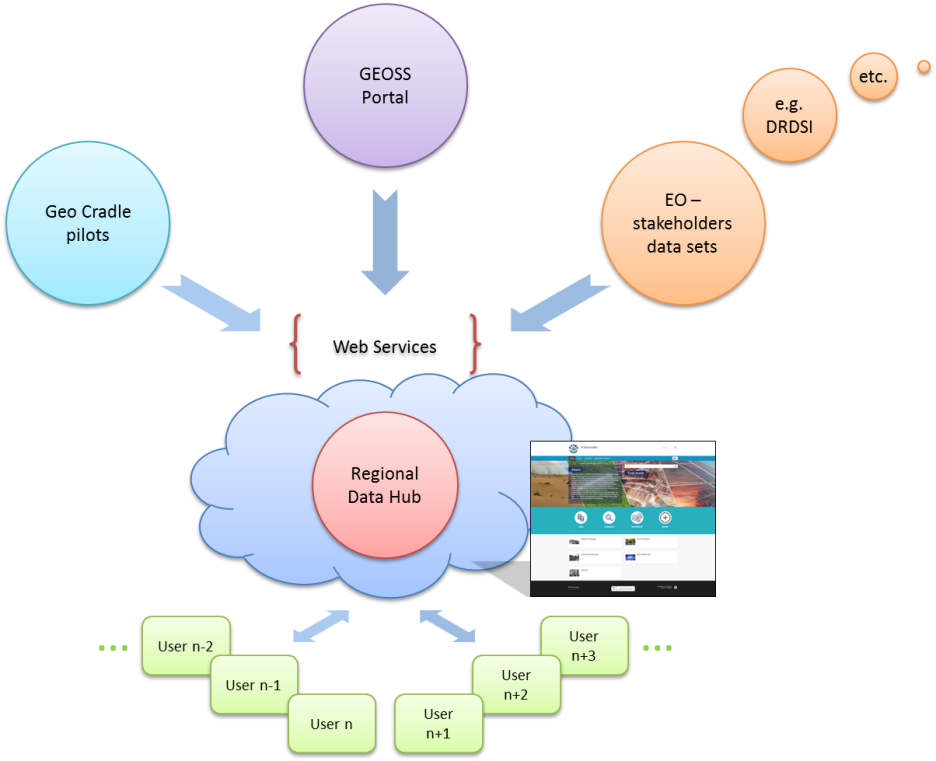 GEOSS
Portal
etc.
e.g.
DRDSI
Geo Cradle
pilots
EO –
stakeholders
data sets
{ Web Services }
Regional
Data Hub
User n-2
User n-1
User n
User
n+1
User
n+2
User
n+3